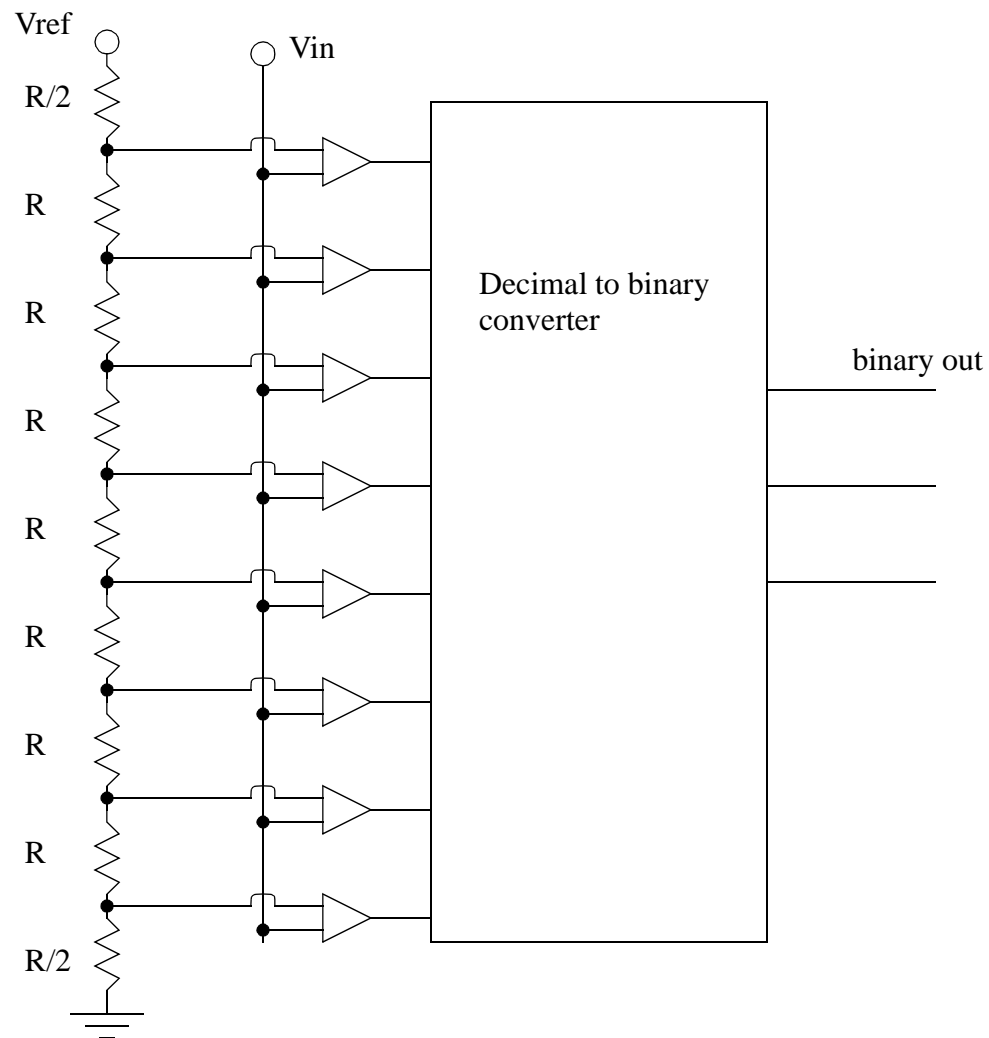 Vref
Vin
R/2
R
R
R
R
R
R
R
R/2
Decimal to binary
converter
binary out